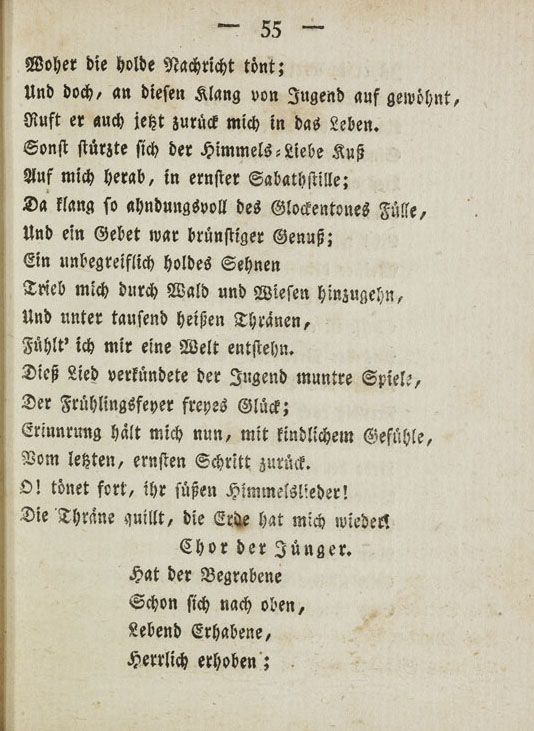 — 55 —
Woher die holde Nachricht tönt;
Und doch, an diesen Klang von Jugend auf gewöhnt,
Ruft er auch jetzt zurück mich in das Leben.
Sonst stürzte sich der Himmels-Liebe Kuß
Auf mich herab, in ernster Sabathstille;
Da klang so ahndungsvoll des Glockentones Fülle,
Und ein Gebet war brünstiger Genuß;
Ein unbegreiflich holdes Sehnen
Trieb mich durch Wald und Wiesen hinzugehn,
Und unter tausend heißen Thränen,
Fühlt' ich mir eine Welt entstehn.
Dieß Lied verkündete der Jugend muntre Spiele,
Der Frühlingsfeyer freyes Glück;
Erinnrung hält mich nun, mit kindlichem Gefühle,
Vom letzten, ernsten Schritt zurück.
O! tönet fort, ihr süßen Himmelslieder!
Die Thräne quillt, die Erde hat mich wieder!
Chor der Jünger.
Hat der Begrabene
Schon sich nach oben,
Lebend Erhabene,
Herrlich erhoben;